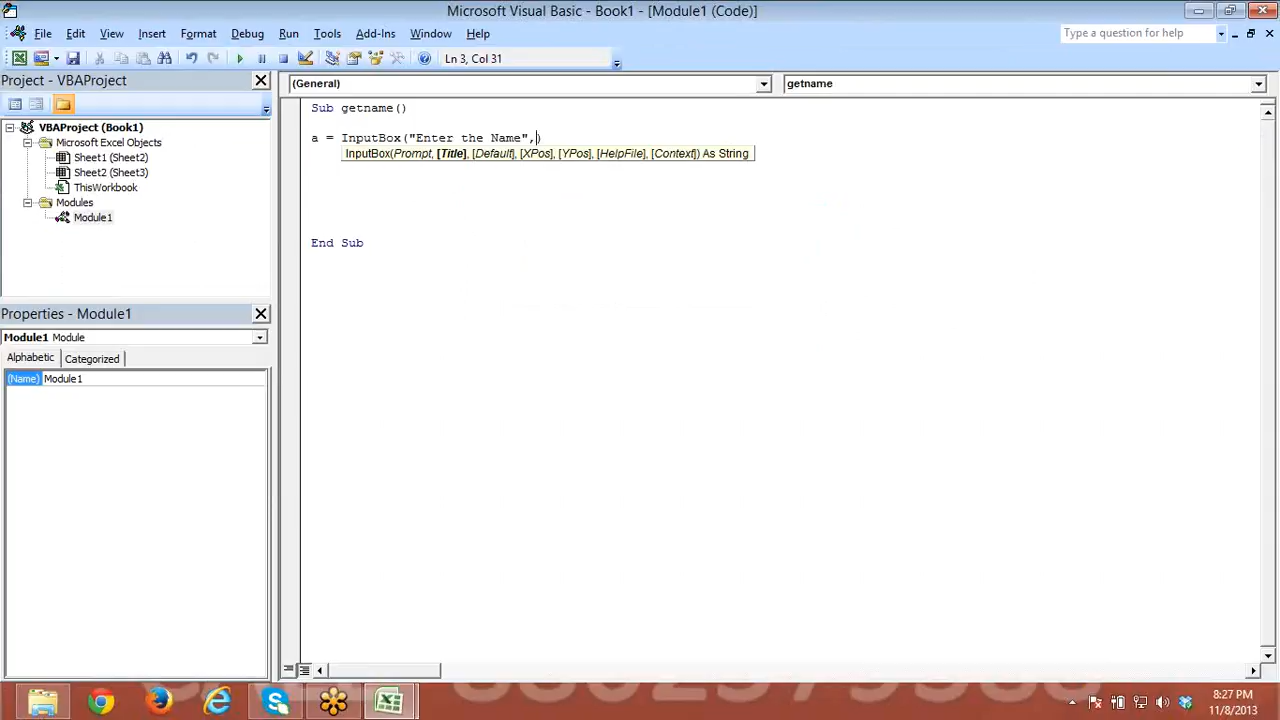 Microsoft Visual Basic - Book1 - [Module1 (Code)]
File Edit View Insert Format Debug Run Tools Add-Ins Window Help
Type a question for help
Ln 3, Col 31
Project - VBAProject
(General)
getname
VBAProject (Book1)
Microsoft Excel Objects
Sheet1 (Sheet2)
Sheet2 (Sheet3)
ThisWorkbook
Modules
Module1
Sub getname()
a = InputBox("Enter the Name",)
InputBox(Prompt, [Title], [Default], [XPos], [YPos], [HelpFile], [Context]) As String
End Sub
Properties - Module1
Module1 Module
Alphabetic Categorized
(Name) Module1
8:27 PM
11/8/2013